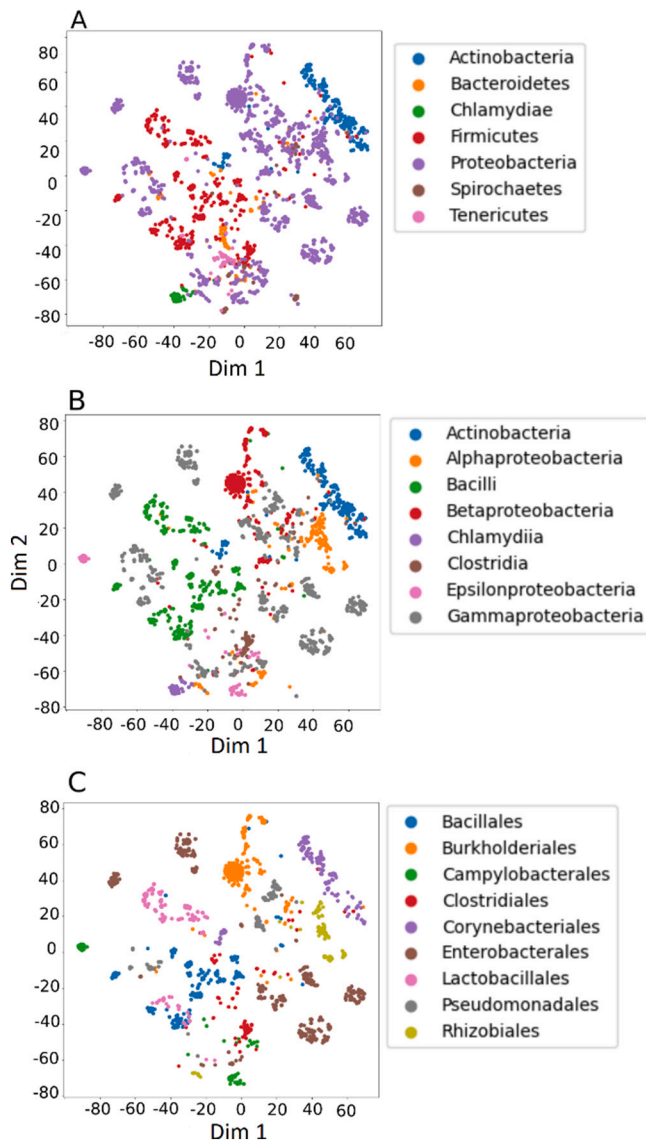 A
80
60
40
20
0
-20
-40
-60
-80
-80 -60 -40 -20 0 20 40 60
Dim 1
Actinobacteria
Bacteroidetes
Chlamydiae
Firmicutes
Proteobacteria
Spirochaetes
Tenericutes
B
Dim 2
80
60
40
20
0
-20
-40
-60
-80
-80 -60 -40 -20 0 20 40 60
Dim 1
Actinobacteria
Alphaproteobacteria
Bacilli
Betaproteobacteria
Chlamydiia
Clostridia
Epsilonproteobacteria
Gammaproteobacteria
C
80
60
40
20
0
-20
-40
-60
-80
-80 -60 -40 -20 0 20 40 60
Dim 1
Bacillales
Burkholderiales
Campylobacterales
Clostridiales
Corynebacteriales
Enterobacterales
Lactobacillales
Pseudomonadales
Rhizobiales